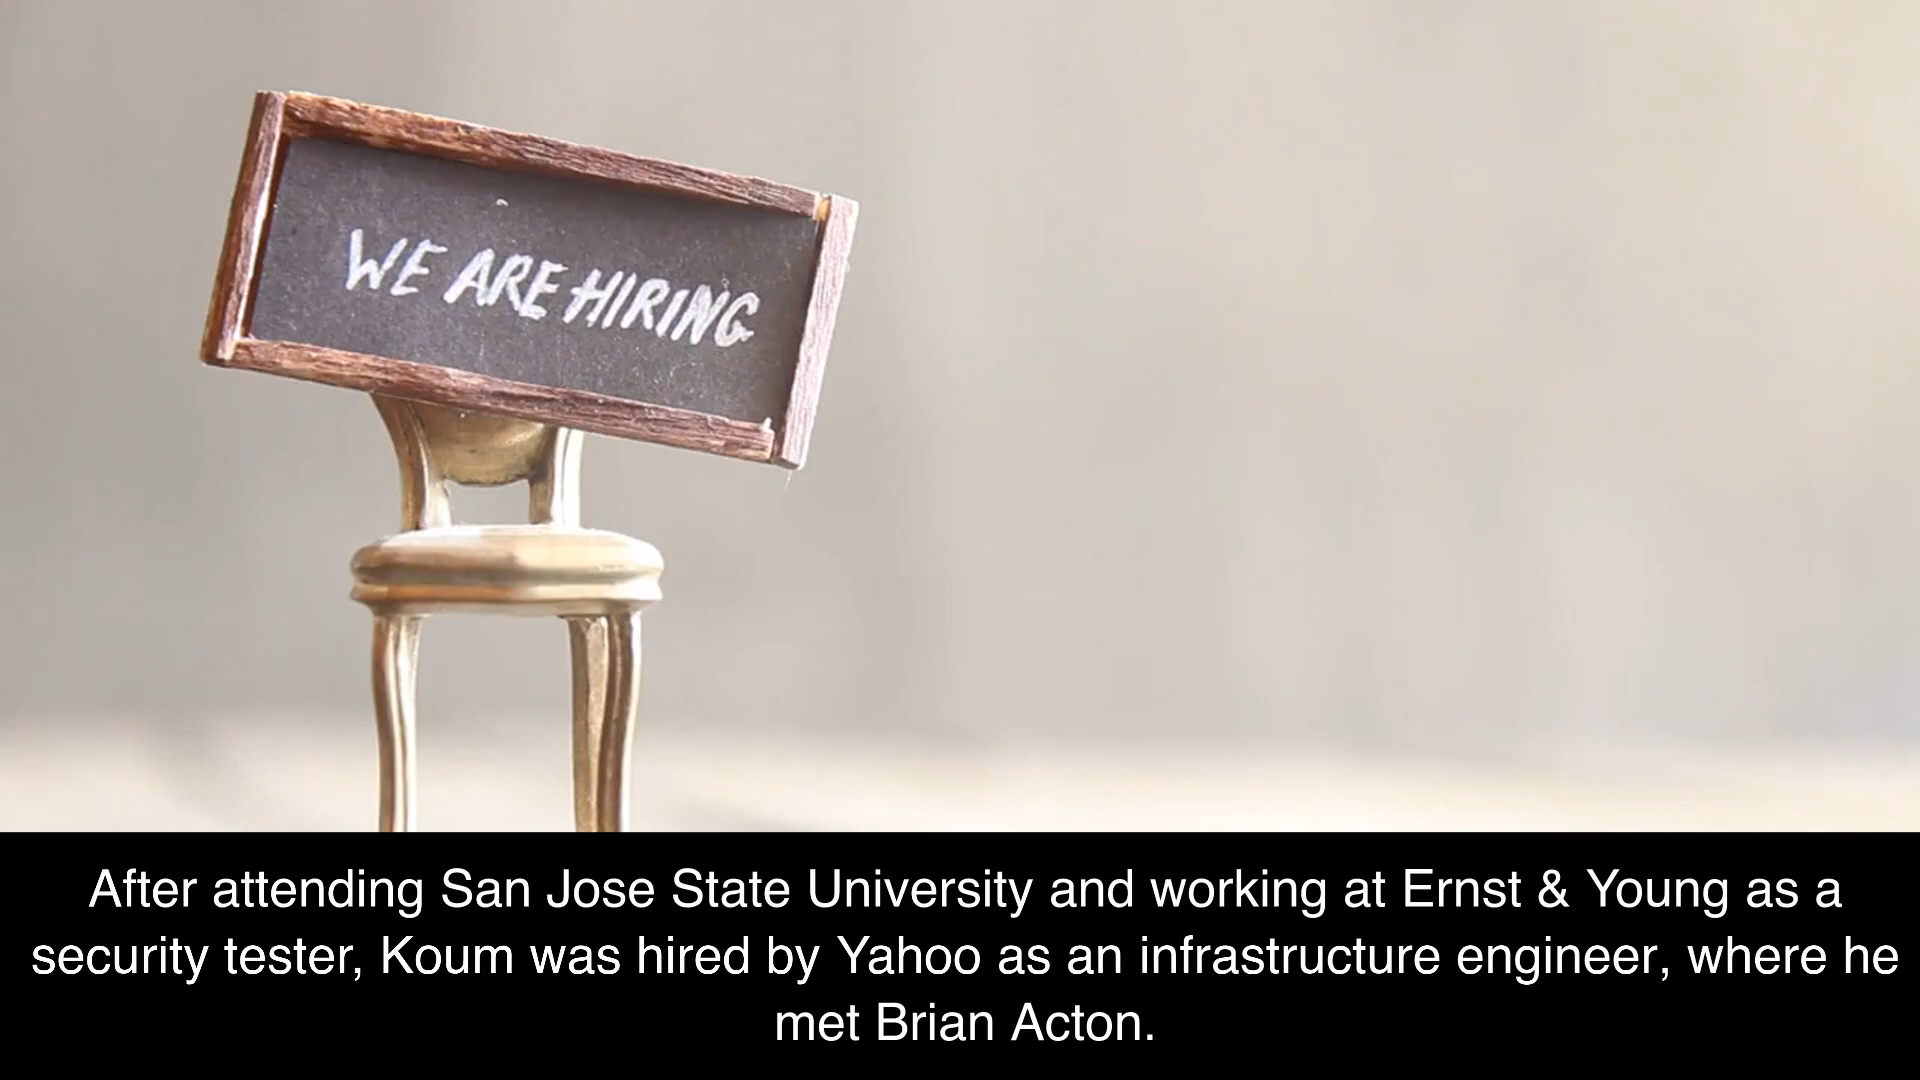 WE ARE HIRING
After attending San Jose State University and working at Ernst & Young as a
security tester, Koum was hired by Yahoo as an infrastructure engineer, where he
met Brian Acton.